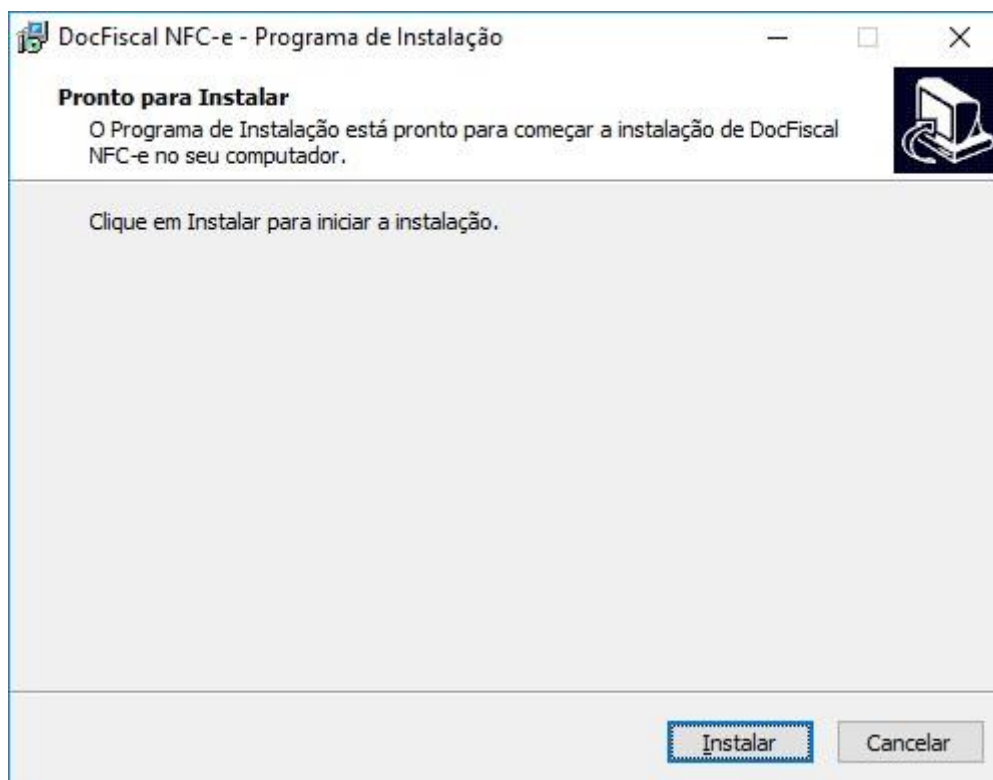 DocFiscal NFC-e - Programa de Instalação
Pronto para Instalar
O Programa de Instalação está pronto para começar a instalação de DocFiscal
NFC-e no seu computador.
Clique em Instalar para iniciar a instalação.
Instalar
Cancelar